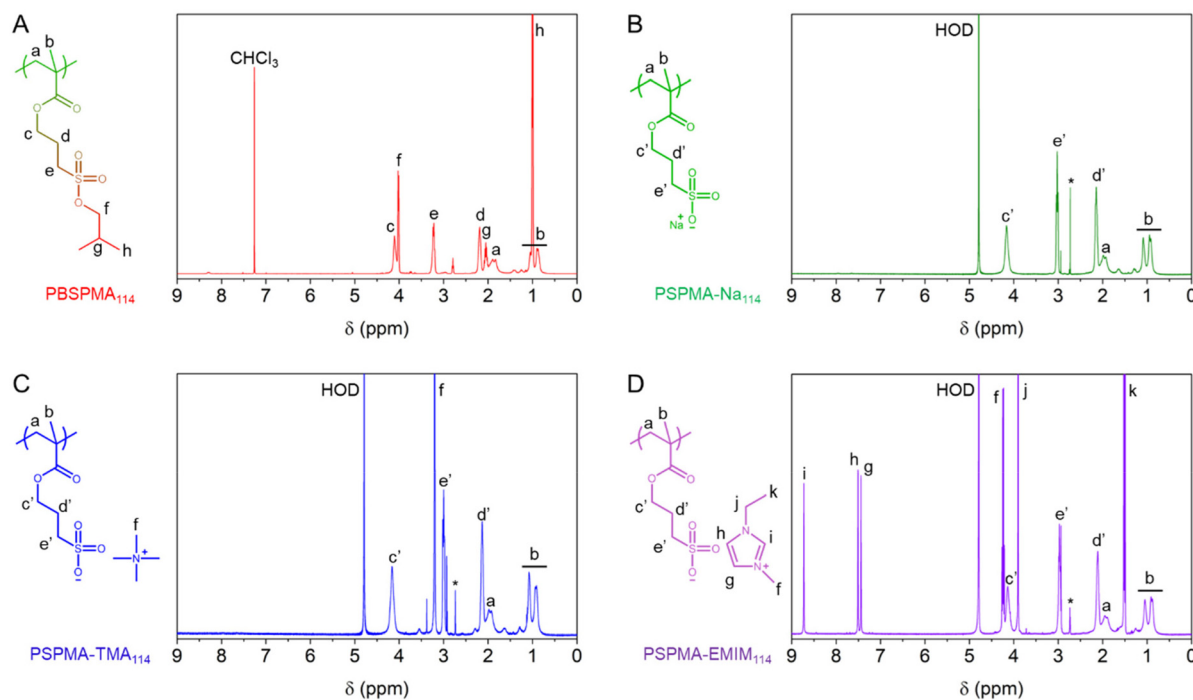 A
a
b
O
O
c
d
e
O
S
O
O
f
g
h
PBSPMA114
CHCl3
h
f
c
e
d
g
a
b
9 8 7 6 5 4 3 2 1 0
δ (ppm)
B
a
b
O
O
c'
d'
e'
O
S
O
Na
+
O
-
PSPMA-Na114
HOD
e'
*
d'
c'
a
b
9 8 7 6 5 4 3 2 1 0
δ (ppm)
C
a
b
O
O
c'
d'
e'
O
S
O
O
-
f
N
+
PSPMA-TMA114
HOD
f
e'
d'
c'
*
a
b
9 8 7 6 5 4 3 2 1 0
δ (ppm)
D
a
b
O
O
c'
d'
e'
O
S
O
O
-
k
j
N
h
i
g
N
+
f
PSPMA-EMIM114
HOD
f
j
k
i
h
g
e'
d'
c'
*
a
b
9 8 7 6 5 4 3 2 1 0
δ (ppm)